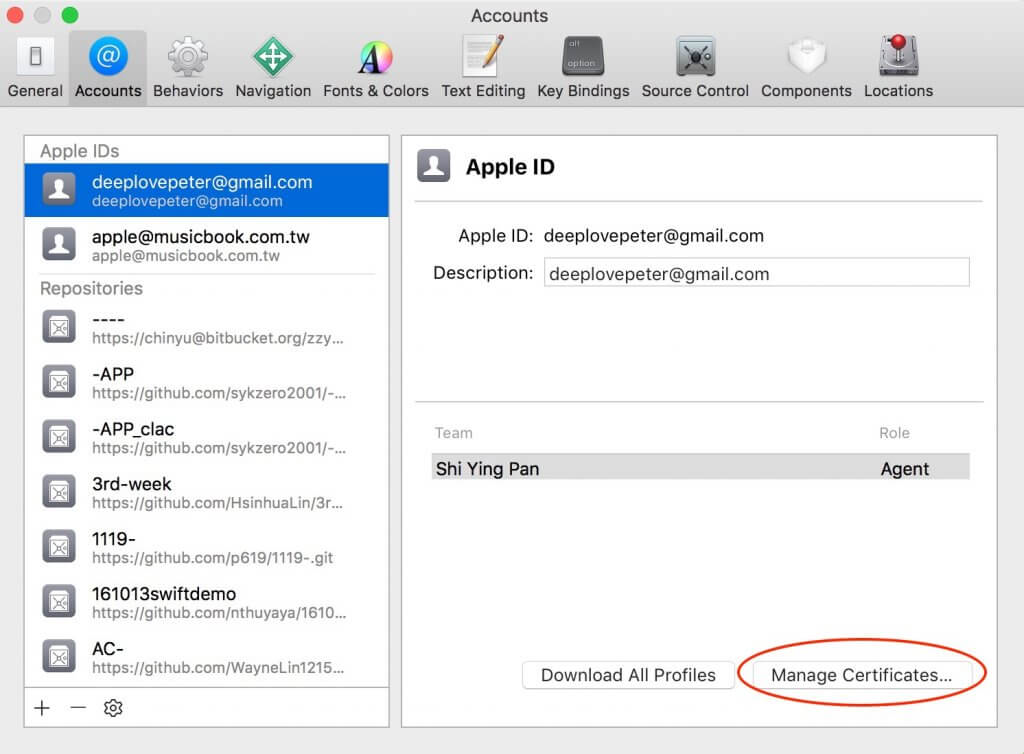 Accounts
General
Accounts
Behaviors
Navigation
Fonts & Colors
Text Editing
alt
option
Key Bindings
Source Control
Components
Locations
Apple IDs
deeplovepeter@gmail.com
deeplovepeter@gmail.com
apple@musicbook.com.tw
apple@musicbook.com.tw
Repositories
----
https://chinyu@bitbucket.org/zzy...
-APP
https://github.com/sykzero2001/-...
-APP_clac
https://github.com/sykzero2001/-...
3rd-week
https://github.com/HsinhuaLin/3r...
1119-
https://github.com/p619/1119-.git
161013swiftdemo
https://github.com/nthuyaya/1610...
AC-
https://github.com/WayneLin1215...
Apple ID
Apple ID: deeplovepeter@gmail.com
Description: deeplovepeter@gmail.com
Team Role
Shi Ying Pan Agent
Download All Profiles
Manage Certificates...